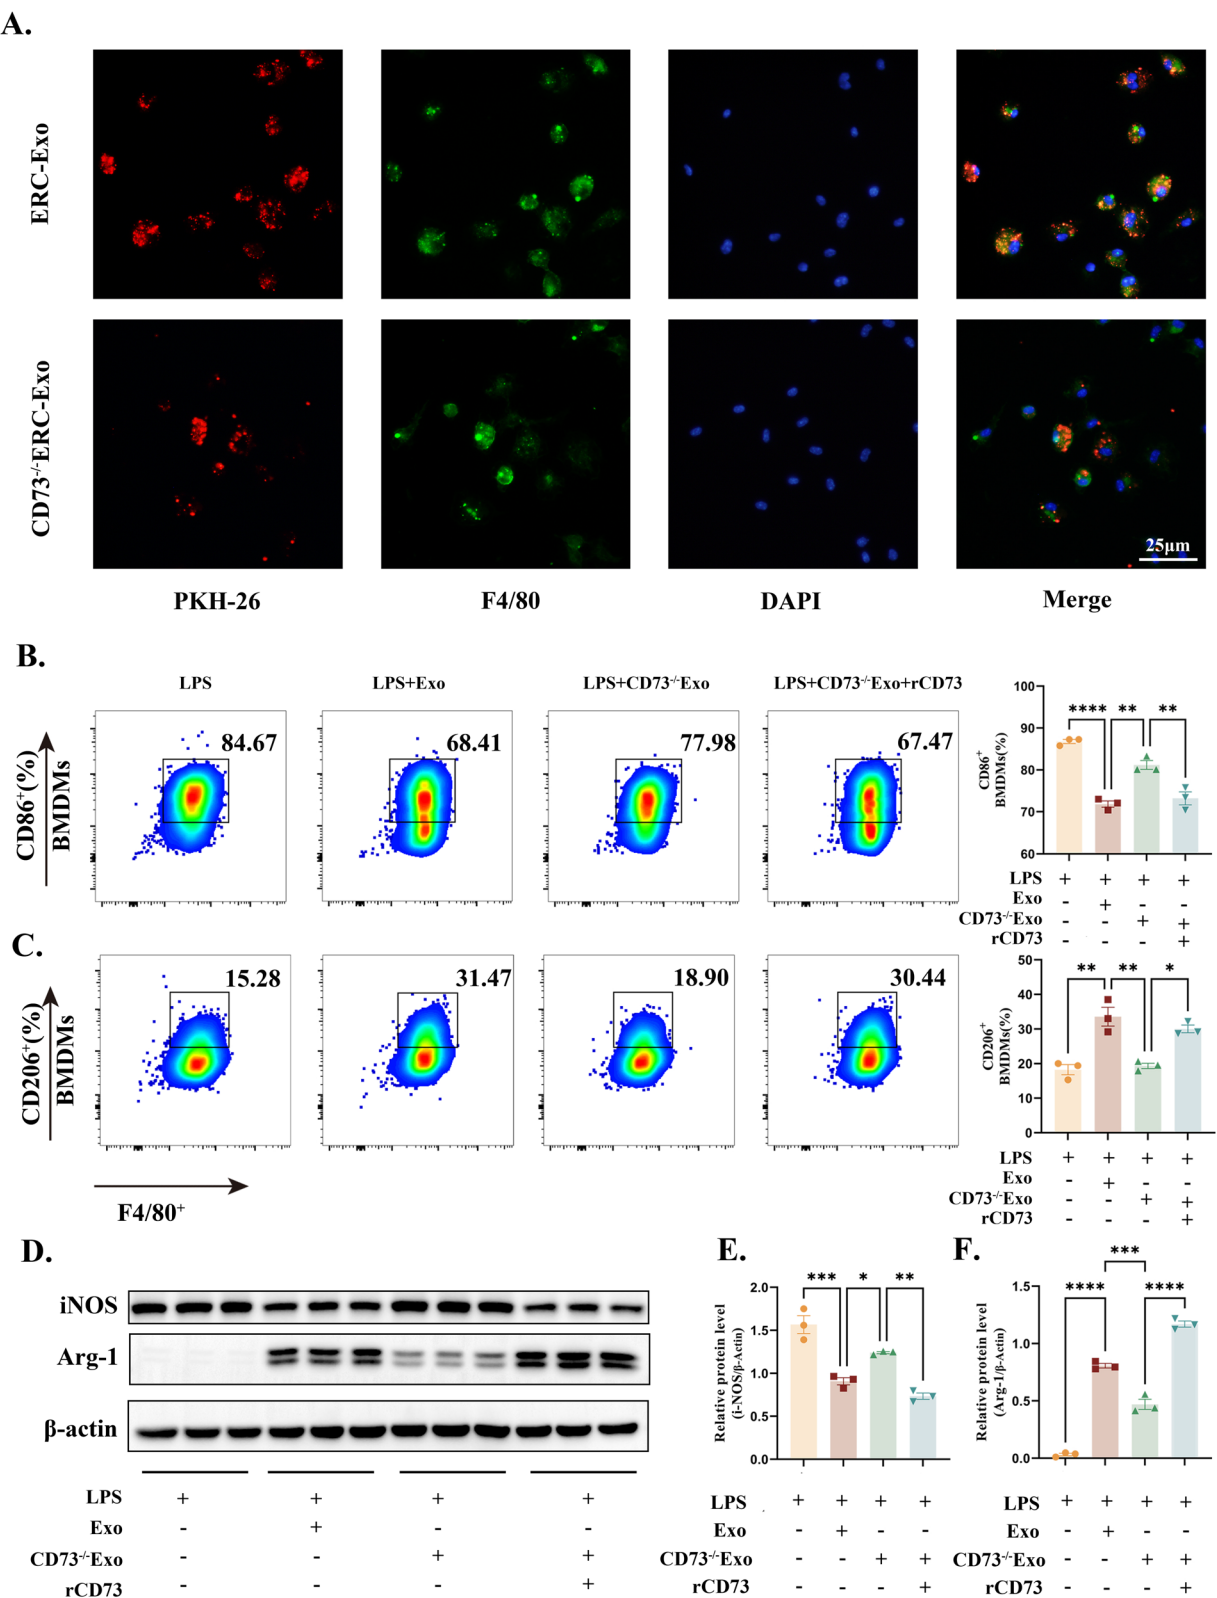 A.
ERC-Exo
CD73-/-ERC-Exo
25μm
PKH-26 F4/80 DAPI Merge
B.
LPS LPS+Exo LPS+CD73-/-Exo LPS+CD73-/-Exo+rCD73
CD86+(%)
BMDMs
84.67 68.41 77.98 67.47
CD86+
BMDMs(%)
100
90
80
70
60
**** ** **
LPS + + + +
Exo - + - -
CD73-/-Exo - - + +
rCD73 - - - +
C.
CD206+(%)
BMDMs
15.28 31.47 18.90 30.44
F4/80+
CD206+
BMDMs(%)
50
40
30
20
10
0
** ** *
LPS + + + +
Exo - + - -
CD73-/-Exo - - + +
rCD73 - - - +
D.
iNOS
Arg-1
β-actin
LPS + + + +
Exo - + - -
CD73-/-Exo - - + +
rCD73 - - - +
E.
Relative protein level
(i-NOS/β-Actin)
2.0
1.5
1.0
0.5
0.0
*** * **
LPS + + + +
Exo - + - -
CD73-/-Exo - - + +
rCD73 - - - +
F.
Relative protein level
(Arg-1/β-Actin)
1.5
1.0
0.5
0.0
***
**** ****
LPS + + + +
Exo - + - -
CD73-/-Exo - - + +
rCD73 - - - +